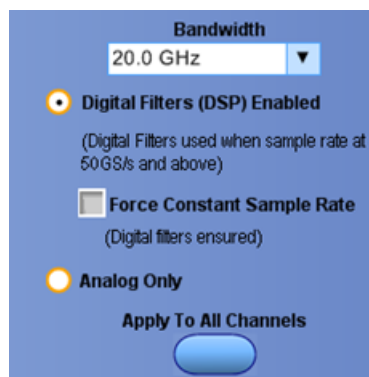 Bandwidth
20.0 GHz
Digital Filters (DSP) Enabled
(Digital Filters used when sample rate at
50GS/s and above)
Force Constant Sample Rate
(Digital filters ensured)
Analog Only
Apply To All Channels